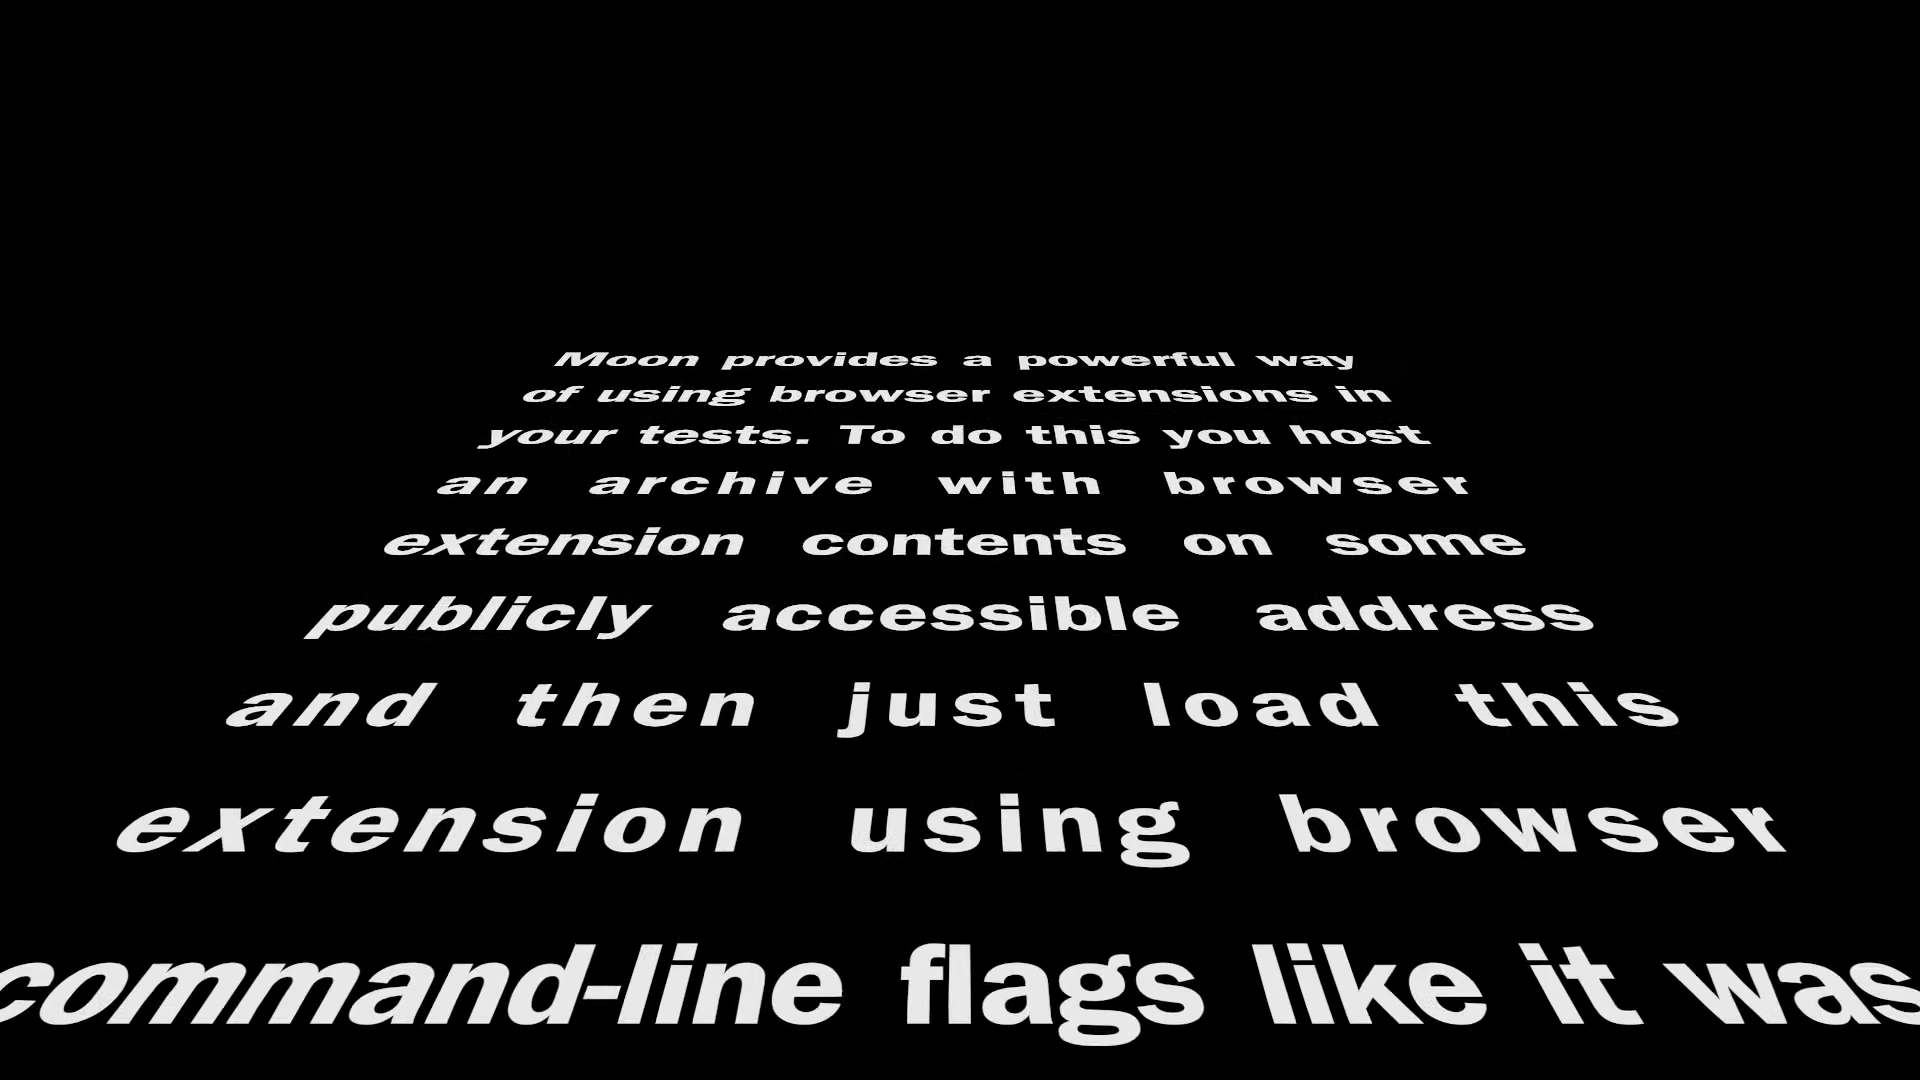 Moon provides a powerful way
of using browser extensions in
your tests. To do this you host
an archive with browser
extension contents on some
publicly accessible address
and then just load this
extension using browser
command-line flags like it was